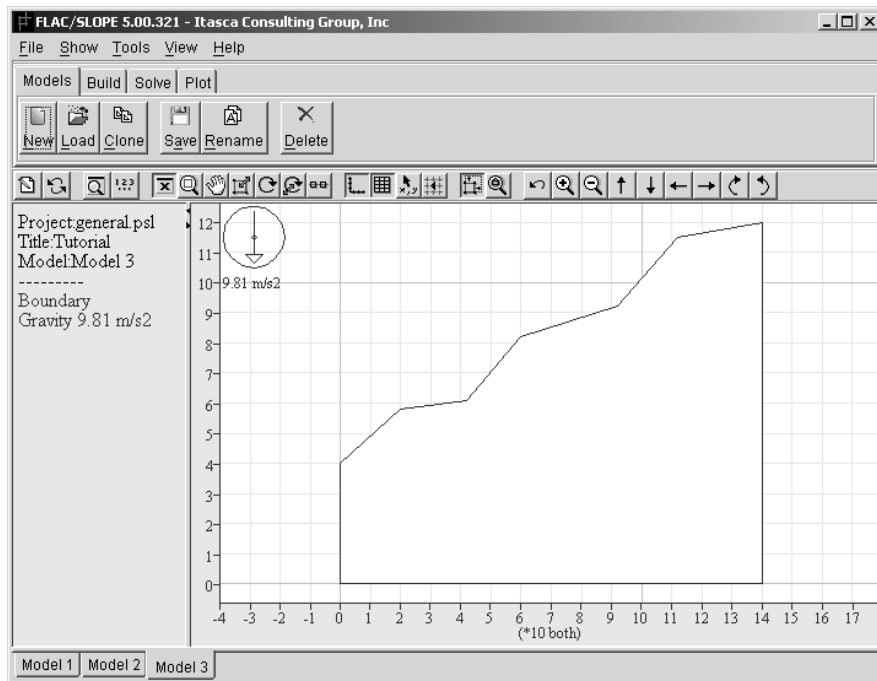 FLAC/SLOPE 5.00.321 - Itasca Consulting Group, Inc
File Show Tools View Help
Models Build Solve Plot
New Load Clone Save Rename Delete
1.2.3
x,y
Project:general.psl
Title:Tutorial
Model:Model 3
---------
Boundary
Gravity 9.81 m/s2
12
11
10
9.81 m/s2
9
8
7
6
5
4
3
2
1
0
-4 -3 -2 -1 0 1 2 3 4 5 6 7 8 9 10 11 12 13 14 15 16 17
(*10 both)
Model 1 Model 2 Model 3